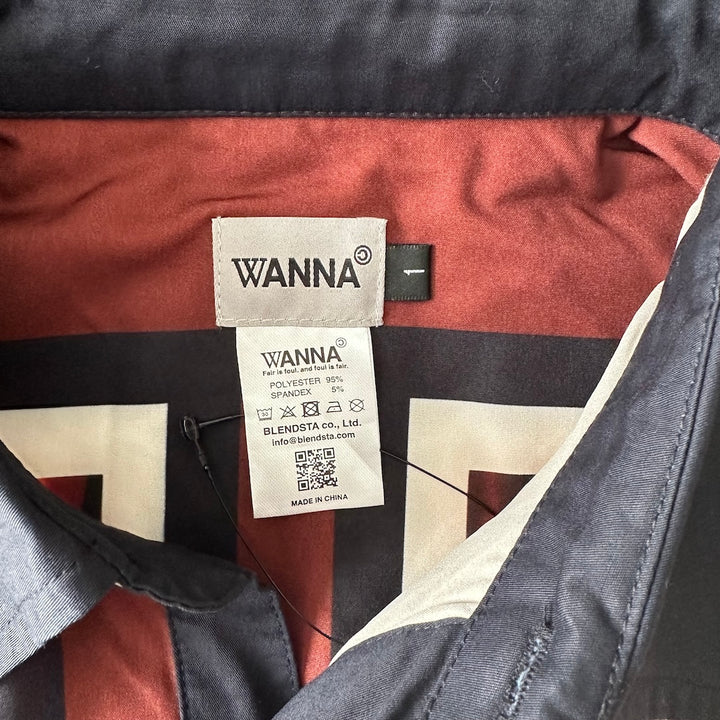 WANNA©
1
WANNA©
Fair is foul. and foul is fair.
POLYESTER 95%
SPANDEX 5%
30
BLENDSTA co., Ltd.
info@blendsta.com
MADE IN CHINA